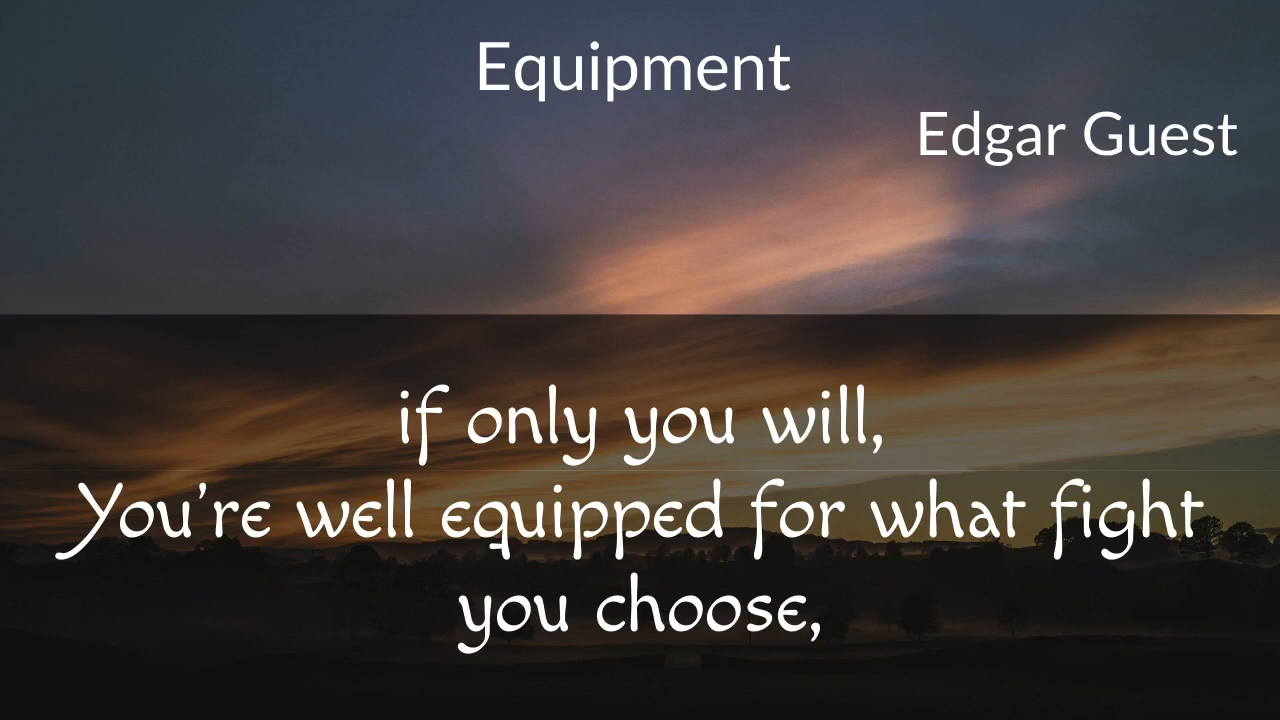 Equipment
Edgar Guest
if only you will,
You're well equipped for what fight
you choose,